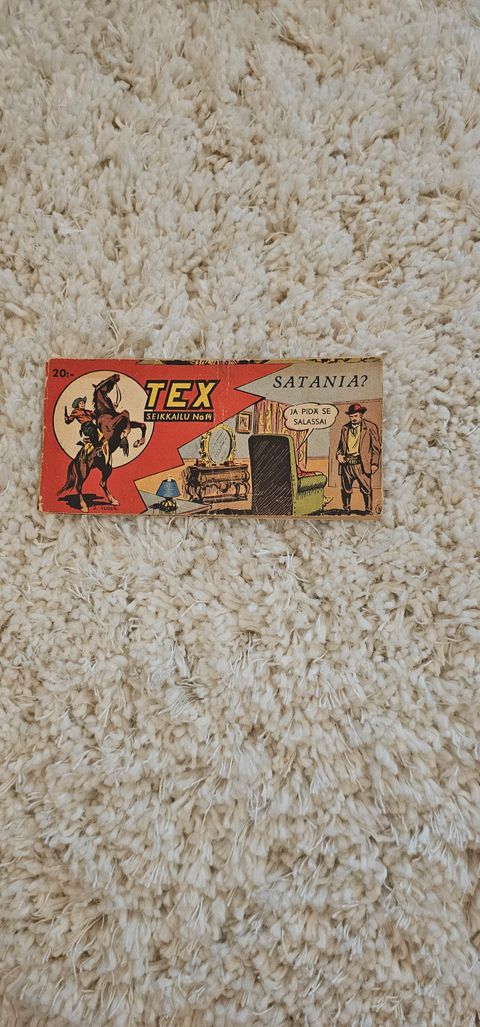 20:-
TEX
SEIKKAILU No 14
SATANIA?
JA PIDÄ SE
SALASSA!